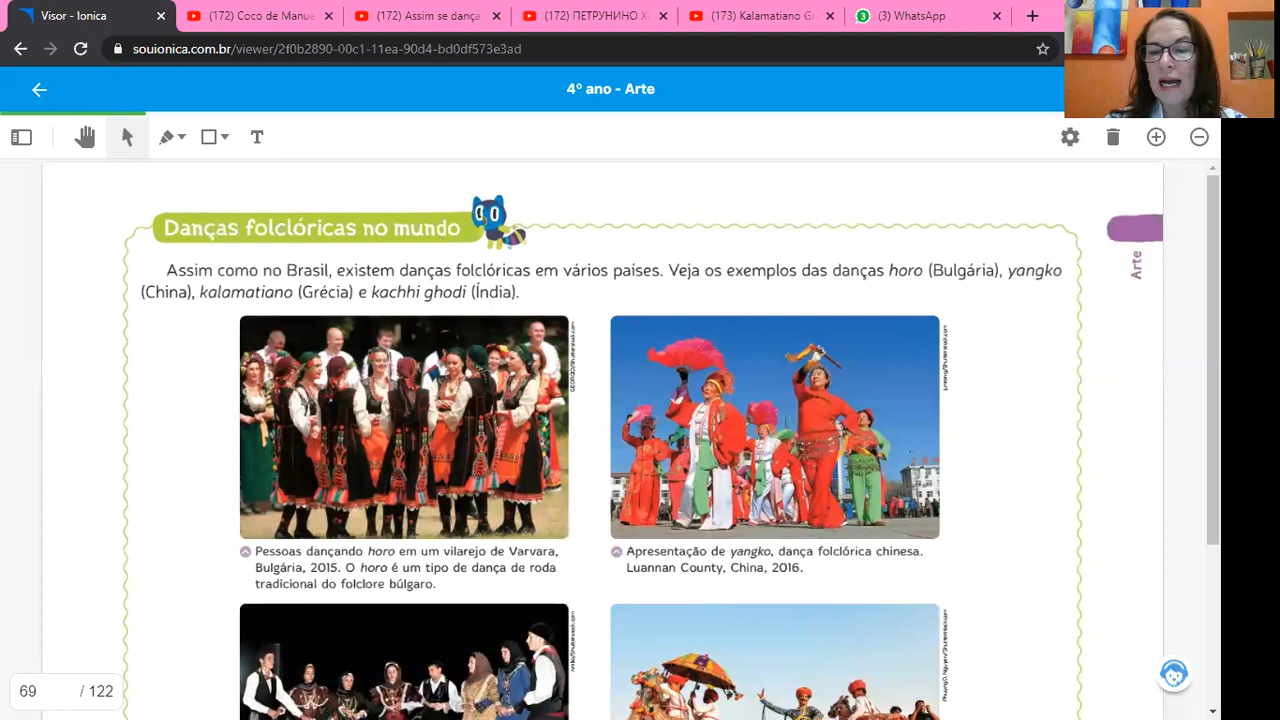 Visor - Ionica
(172) Coco de Manue
(172) Assim se dança
(172) ПЕТРУНИНО ХО
(173) Kalamatiano Gr
(3) WhatsApp
souionica.com.br/viewer/2f0b2890-00c1-11ea-90d4-bd0df573e3ad
4º ano - Arte
T
Danças folclóricas no mundo
Arte
Assim como no Brasil, existem danças folclóricas em vários países. Veja os exemplos das danças horo (Bulgária), yangko
(China), kalamatiano (Grécia) e kachhi ghodi (Índia).
Pessoas dançando horo em um vilarejo de Varvara,
Bulgária, 2015. O horo é um tipo de dança de roda
tradicional do folclore búlgaro.
Apresentação de yangko, dança folclórica chinesa.
Luannan County, China, 2016.
69 / 122